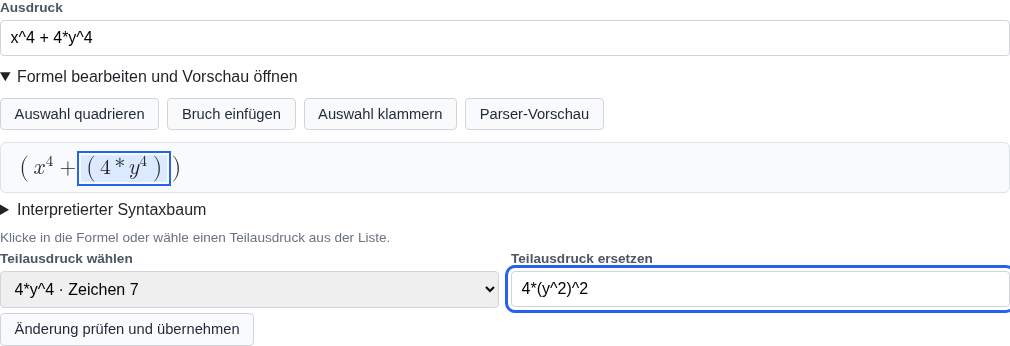 Ausdruck
x^4 + 4*y^4
▼ Formel bearbeiten und Vorschau öffnen
Auswahl quadrieren Bruch einfügen Auswahl klammern Parser-Vorschau
( x⁴ + ( 4 * y⁴ ) )
▶ Interpretierter Syntaxbaum
Klicke in die Formel oder wähle einen Teilausdruck aus der Liste.
Teilausdruck wählen Teilausdruck ersetzen
4*y^4 · Zeichen 7 4*(y^2)^2
Änderung prüfen und übernehmen